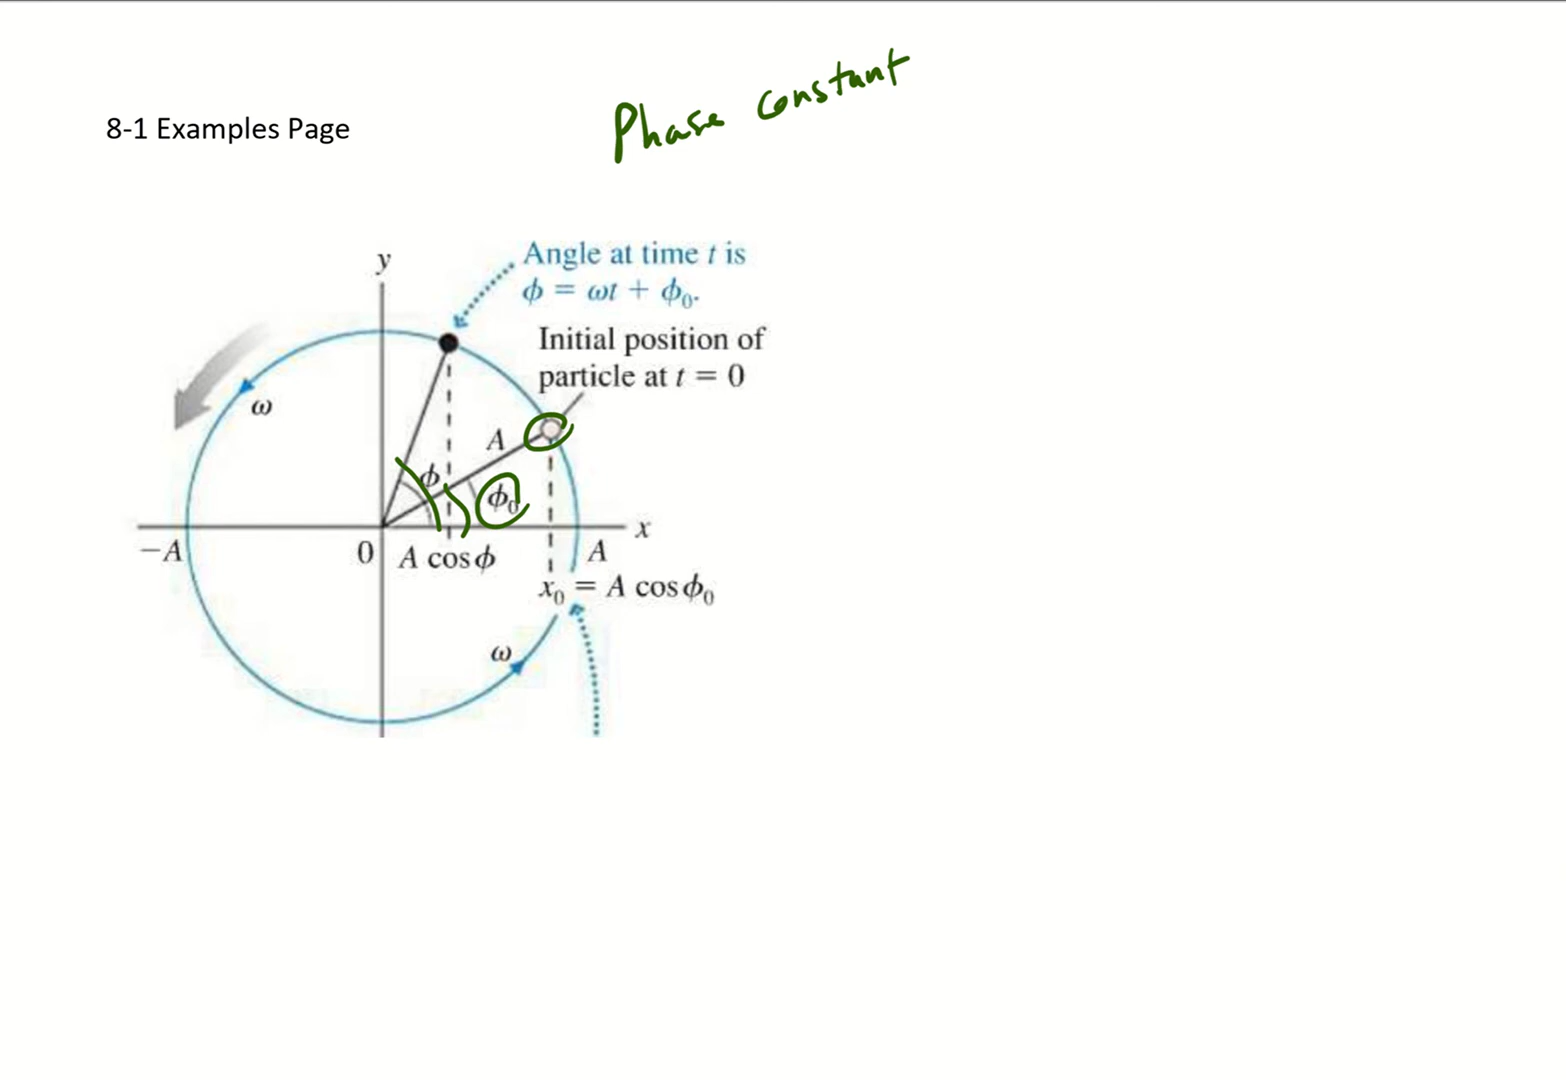 Phase constant
8-1 Examples Page
y
Angle at time t is
ϕ = ωt + ϕ₀.
Initial position of
particle at t = 0
ω
A
ϕ
ϕ₀
x
−A
0
A cos ϕ
A
x₀ = A cos ϕ₀
ω